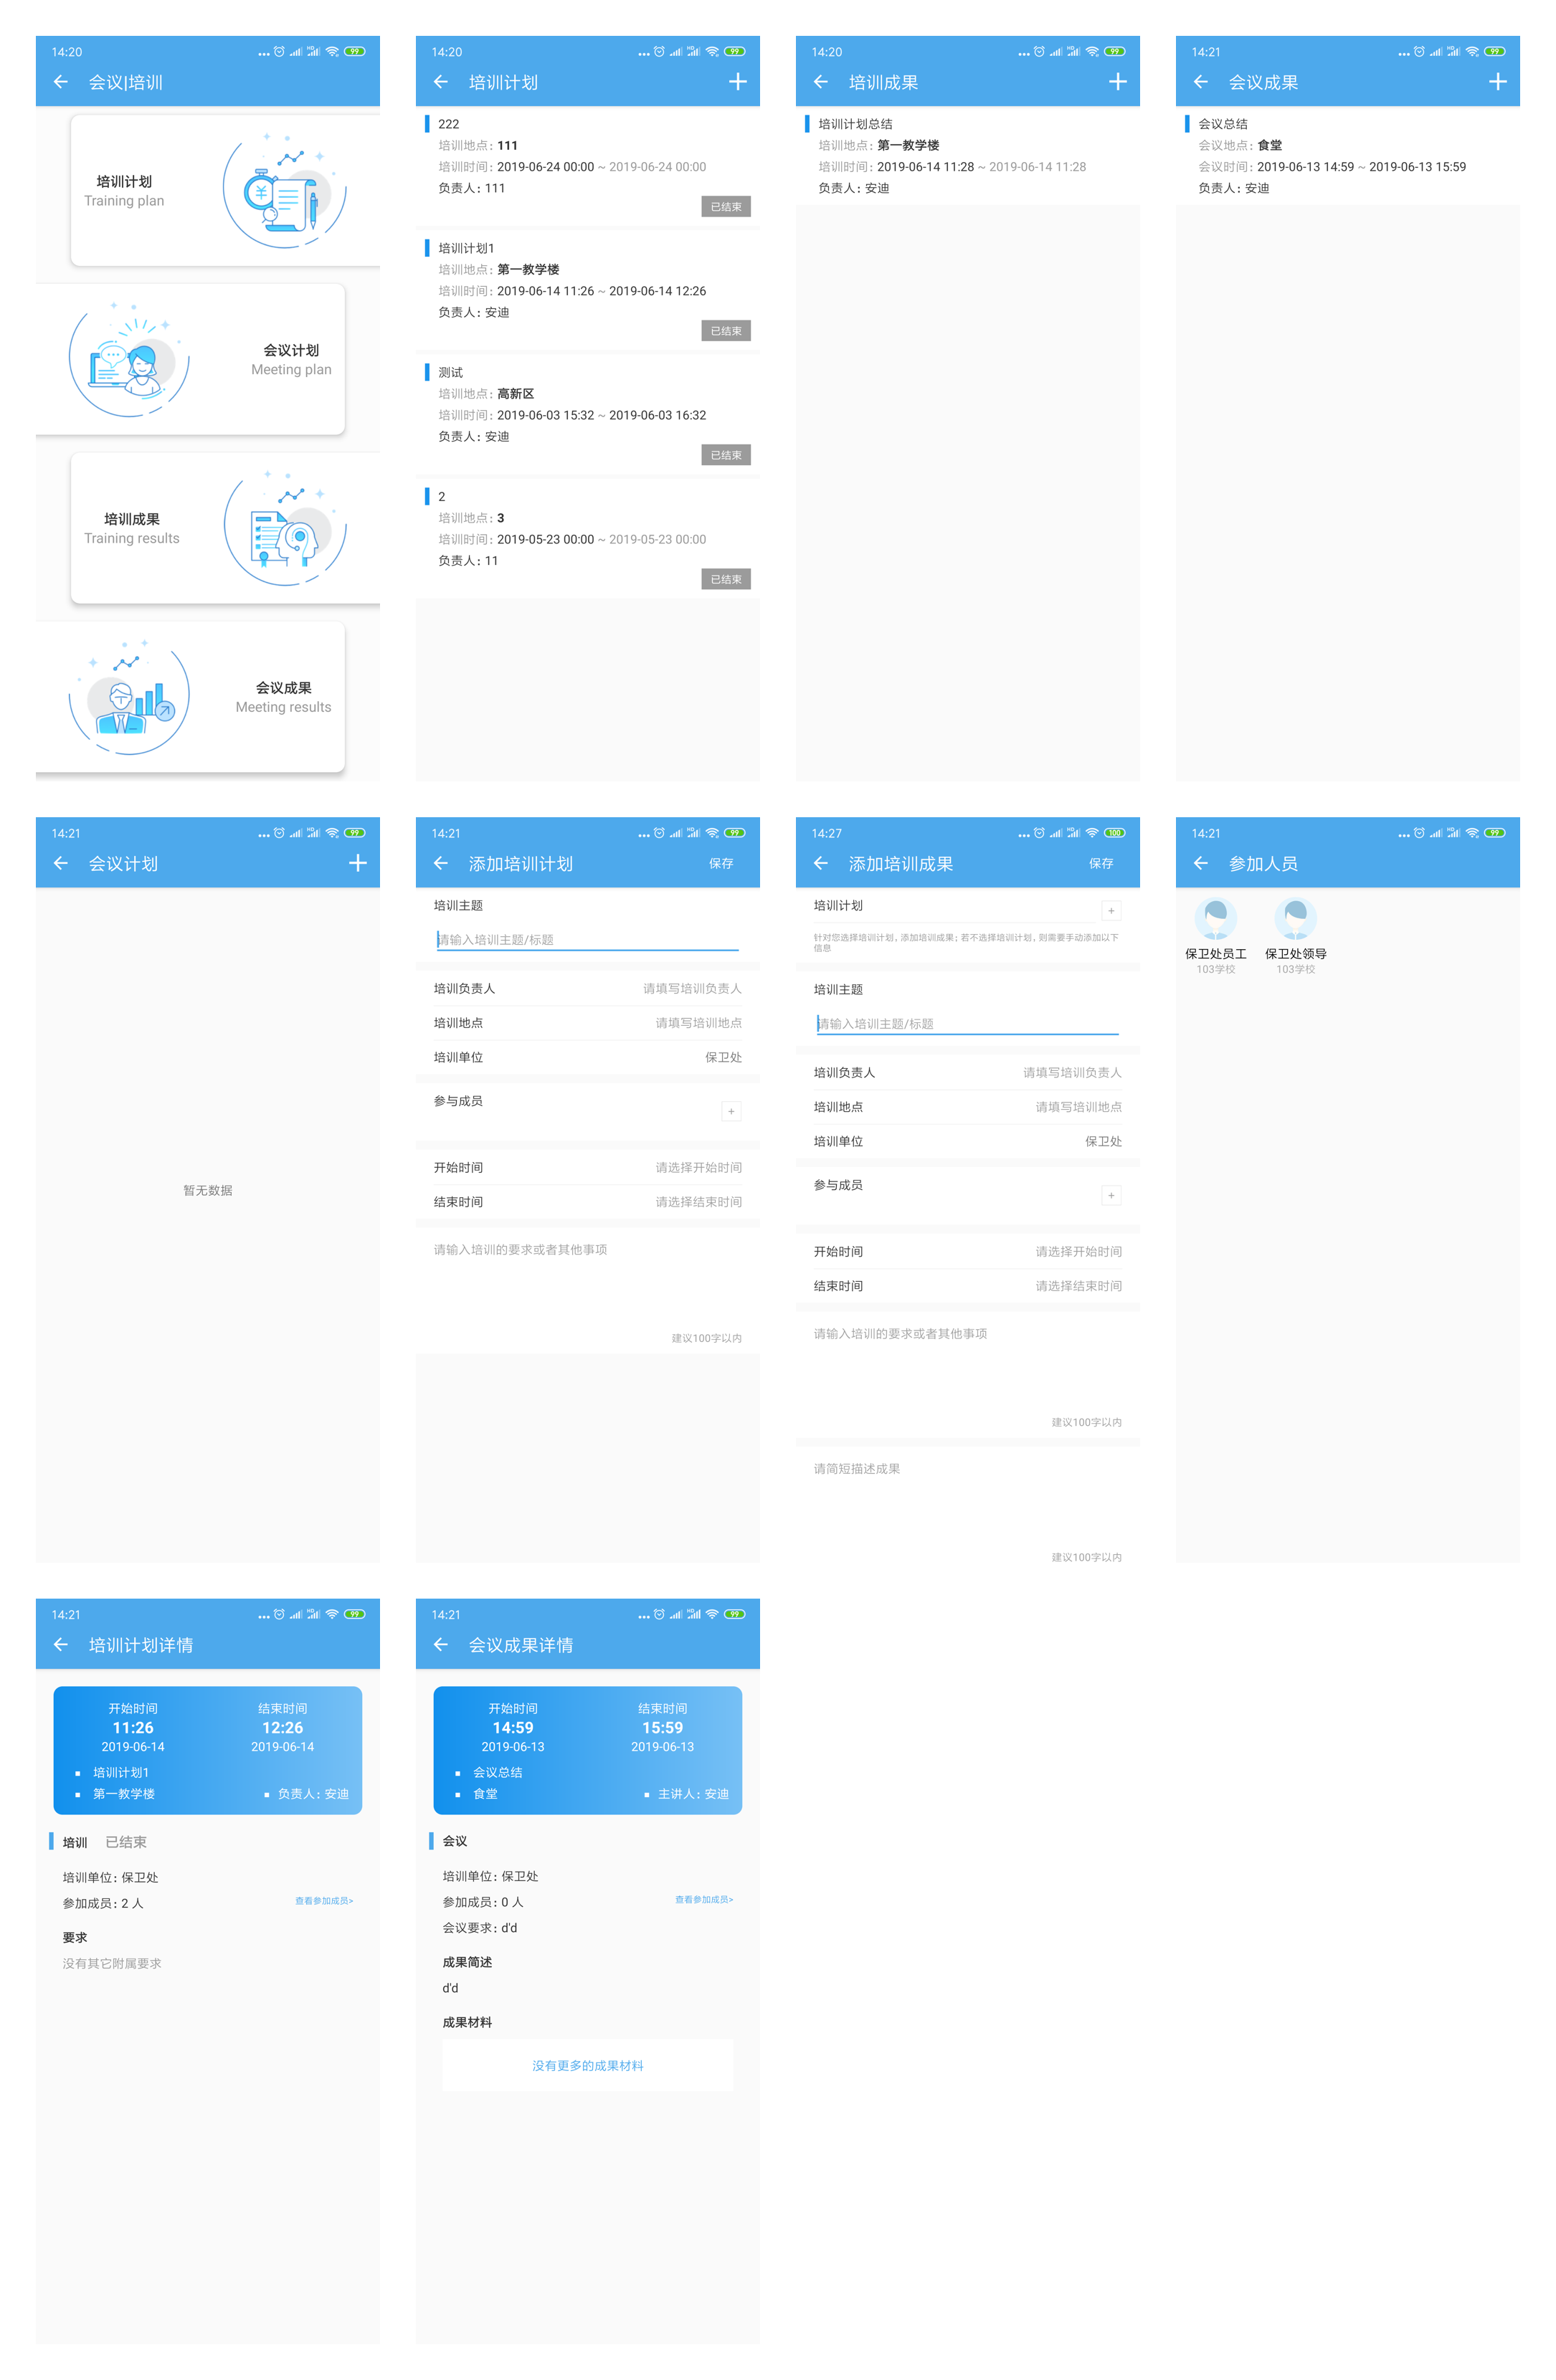 14:20
HD
99
会议|培训
培训计划
Training plan
会议计划
Meeting plan
培训成果
Training results
会议成果
Meeting results
14:20
HD
99
培训计划
222
培训地点: 111
培训时间: 2019-06-24 00:00 ~ 2019-06-24 00:00
负责人: 111
已结束
培训计划1
培训地点: 第一教学楼
培训时间: 2019-06-14 11:26 ~ 2019-06-14 12:26
负责人: 安迪
已结束
测试
培训地点: 高新区
培训时间: 2019-06-03 15:32 ~ 2019-06-03 16:32
负责人: 安迪
已结束
2
培训地点: 3
培训时间: 2019-05-23 00:00 ~ 2019-05-23 00:00
负责人: 11
已结束
14:20
HD
99
培训成果
培训计划总结
培训地点: 第一教学楼
培训时间: 2019-06-14 11:28 ~ 2019-06-14 11:28
负责人: 安迪
14:21
HD
99
会议成果
会议总结
会议地点: 食堂
会议时间: 2019-06-13 14:59 ~ 2019-06-13 15:59
负责人: 安迪
14:21
HD
99
会议计划
暂无数据
14:21
HD
99
添加培训计划
保存
培训主题
请输入培训主题/标题
培训负责人 请填写培训负责人
培训地点 请填写培训地点
培训单位 保卫处
参与成员
+
开始时间 请选择开始时间
结束时间 请选择结束时间
请输入培训的要求或者其他事项
建议100字以内
14:27
HD
100
添加培训成果
保存
培训计划
+
针对您选择培训计划, 添加培训成果; 若不选择培训计划, 则需要手动添加以下
信息
培训主题
请输入培训主题/标题
培训负责人 请填写培训负责人
培训地点 请填写培训地点
培训单位 保卫处
参与成员
+
开始时间 请选择开始时间
结束时间 请选择结束时间
请输入培训的要求或者其他事项
建议100字以内
请简短描述成果
建议100字以内
14:21
HD
99
参加人员
保卫处员工 保卫处领导
103学校 103学校
14:21
HD
99
培训计划详情
开始时间 结束时间
11:26 12:26
2019-06-14 2019-06-14
培训计划1
第一教学楼 负责人: 安迪
培训 已结束
培训单位: 保卫处
参加成员: 2 人 查看参加成员>
要求
没有其它附属要求
14:21
HD
99
会议成果详情
开始时间 结束时间
14:59 15:59
2019-06-13 2019-06-13
会议总结
食堂 主讲人: 安迪
会议
培训单位: 保卫处
参加成员: 0 人 查看参加成员>
会议要求: d'd
成果简述
d'd
成果材料
没有更多的成果材料